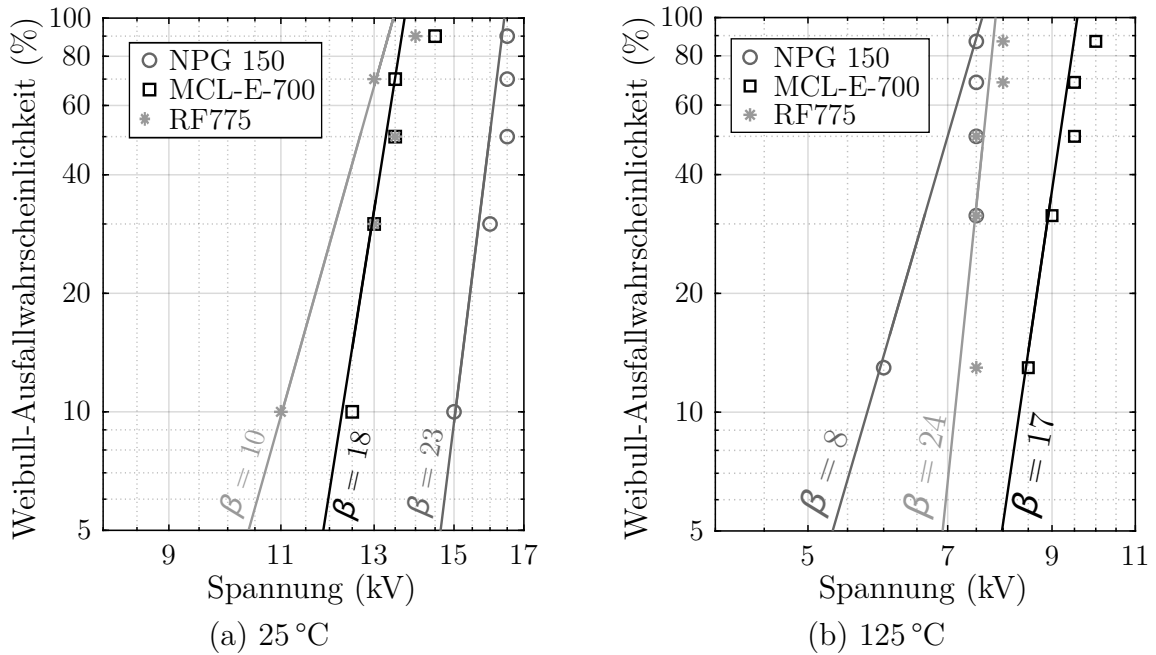 Weibull-Ausfallwahrscheinlichkeit (%)
100
80
60
40
20
10
5
NPG 150
MCL-E-700
RF775
β = 10
β = 18
β = 23
9
11
13
15
17
Spannung (kV)
(a) 25 °C
Weibull-Ausfallwahrscheinlichkeit (%)
100
80
60
40
20
10
5
NPG 150
MCL-E-700
RF775
β = 8
β = 24
β = 17
5
7
9
11
Spannung (kV)
(b) 125 °C